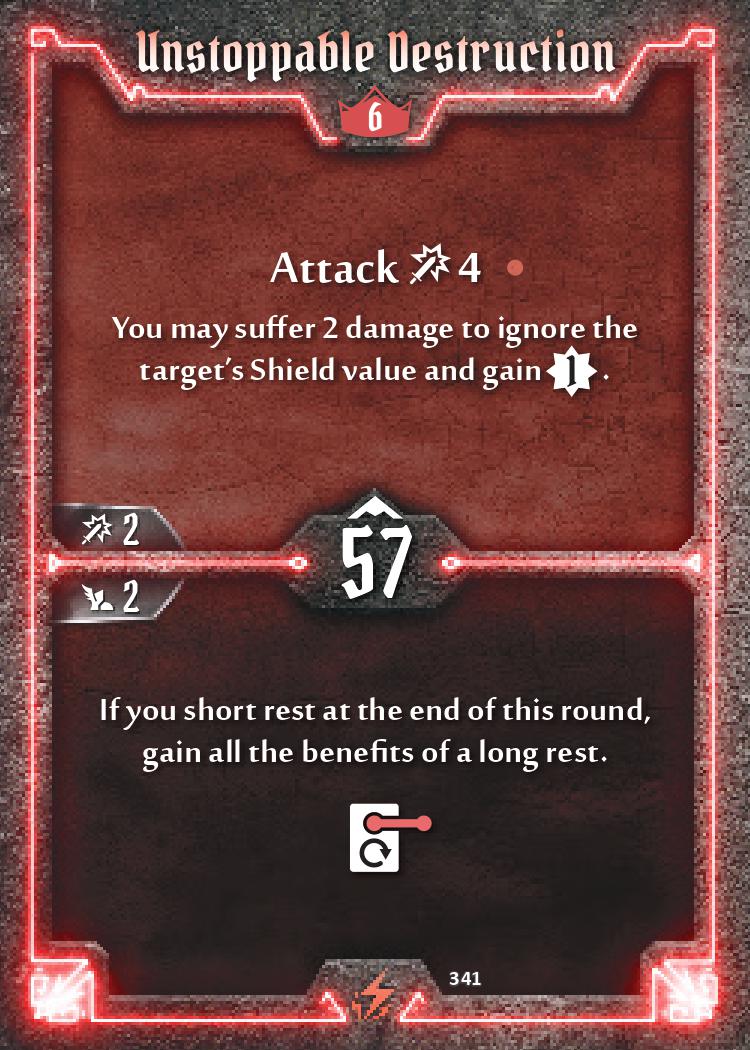 Unstoppable Destruction
6
Attack 4
You may suffer 2 damage to ignore the
target's Shield value and gain 1 .
2
57
2
If you short rest at the end of this round,
gain all the benefits of a long rest.
341